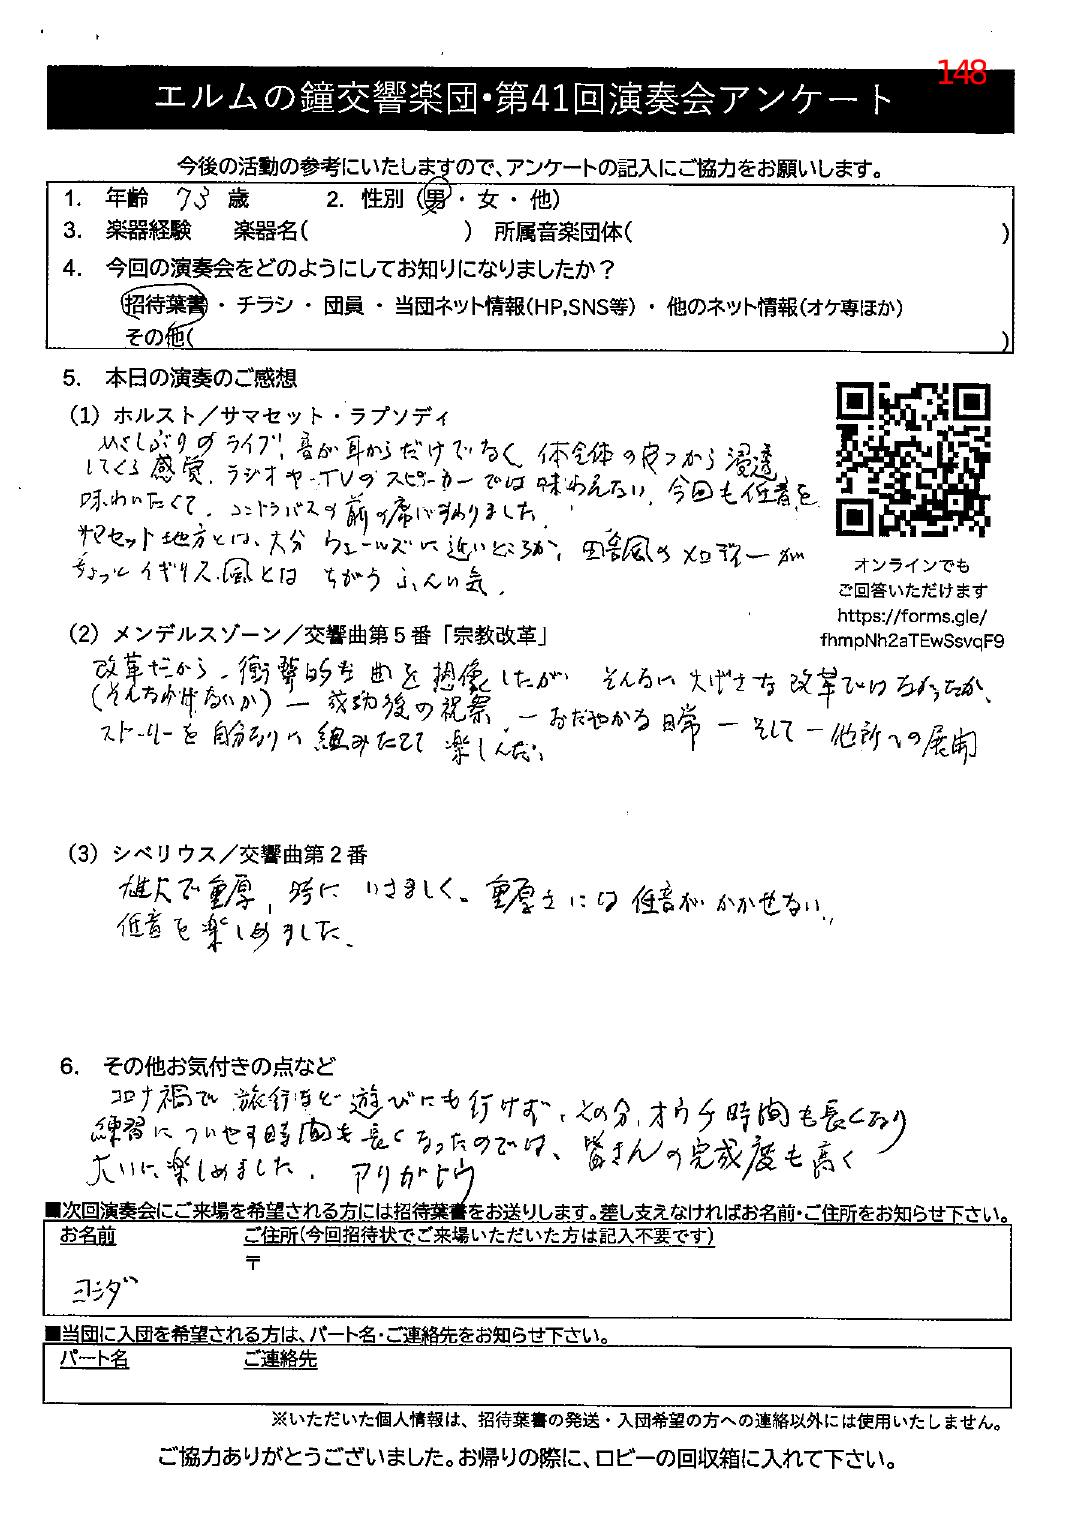 148
エルムの鐘交響楽団・第41回演奏会アンケート
今後の活動の参考にいたしますので、アンケートの記入にご協力をお願いします。
1. 年齢 73 歳 2. 性別 (男・女・他)
3. 楽器経験 楽器名( ) 所属音楽団体( )
4. 今回の演奏会をどのようにしてお知りになりましたか?
招待葉書・チラシ・団員・当団ネット情報(HP,SNS等)・他のネット情報(オケ専ほか)
その他( )
5. 本日の演奏のご感想
(1) ホルスト/サマセット・ラプソディ
ひさしぶりのライブ!音が耳からだけでなく、体全体の皮フから浸透
してくる感覚。ラジオやTVのスピーカーでは味わえない。今回も低音を
味わいたくて、コントラバスの前の席にすわりました。
サマセット地方とは、大分ウェールズに近いところか、田舎風のメロディーが
ちょっとイギリス風とはちがうふんい気。
オンラインでも
ご回答いただけます
https://forms.gle/
fhmpNh2aTEwSsvqF9
(2) メンデルスゾーン/交響曲第5番「宗教改革」
改革だから、衝撃的な曲を想像したが そんなに大げさな改革ではなかったか、
(そんなわけないか) ー成功後の祝祭ーおだやかな日常ーそしてー他所への展開
ストーリーを自分なりに組みたてて楽しんだ。
(3) シベリウス/交響曲第2番
雄大で重厚、時にいさましく。重厚さには低音がかかせない。
低音を楽しめました。
6. その他お気付きの点など
コロナ禍で旅行など遊びにも行けず、その分、オウチ時間も長くなり
練習についやす時間も長くなったのでは、皆さんの完成度も高く
大いに楽しめました。アリガトウ
■次回演奏会にご来場を希望される方には招待葉書をお送りします。差し支えなければお名前・ご住所をお知らせ下さい。
お名前 ご住所(今回招待状でご来場いただいた方は記入不要です)
〒
ヨシダ
■当団に入団を希望される方は、パート名・ご連絡先をお知らせ下さい。
パート名 ご連絡先
※いただいた個人情報は、招待葉書の発送・入団希望の方への連絡以外には使用いたしません。
ご協力ありがとうございました。お帰りの際に、ロビーの回収箱に入れて下さい。